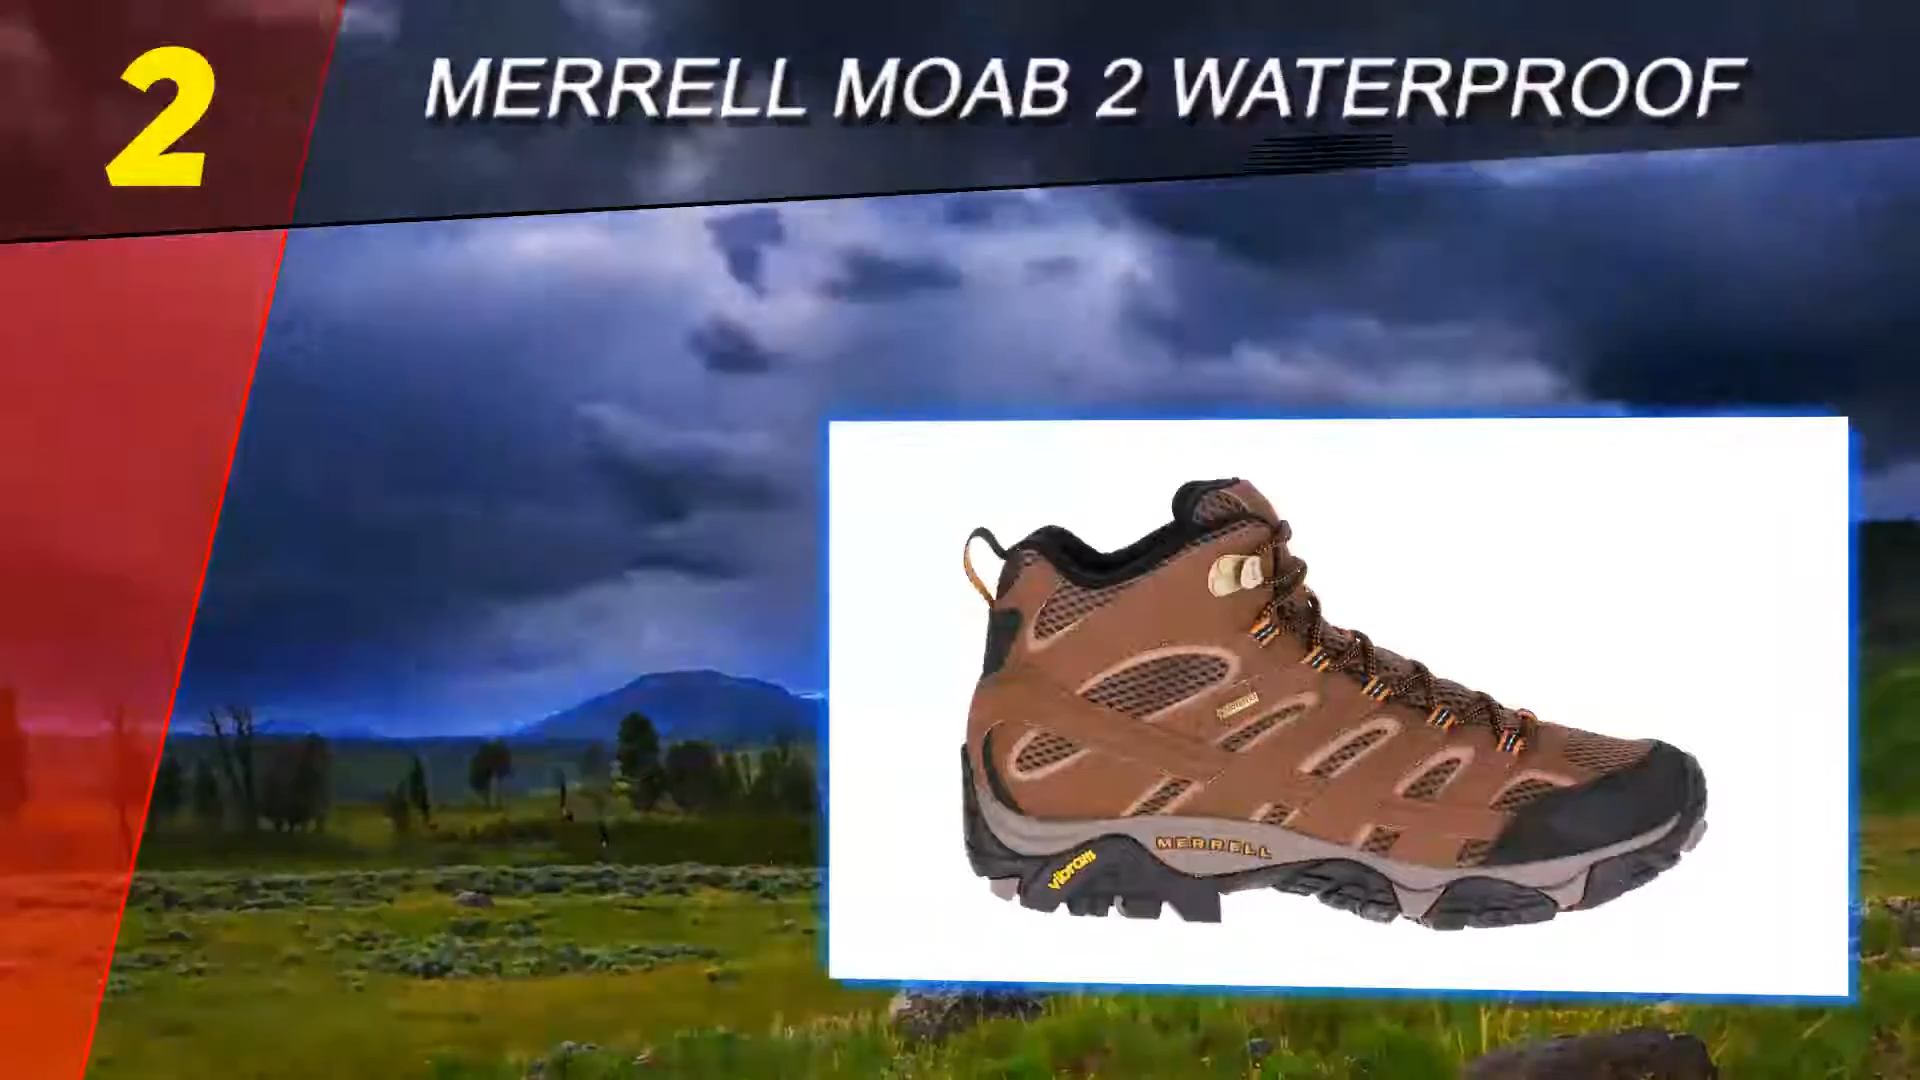 2
MERRELL MOAB 2 WATERPROOF
MERRELL
vibram